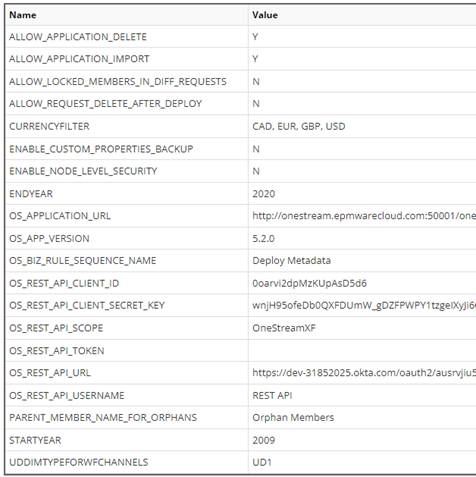 Name Value
ALLOW_APPLICATION_DELETE Y
ALLOW_APPLICATION_IMPORT Y
ALLOW_LOCKED_MEMBERS_IN_DIFF_REQUESTS N
ALLOW_REQUEST_DELETE_AFTER_DEPLOY N
CURRENCYFILTER CAD, EUR, GBP, USD
ENABLE_CUSTOM_PROPERTIES_BACKUP N
ENABLE_NODE_LEVEL_SECURITY N
ENDYEAR 2020
OS_APPLICATION_URL http://onestream.epmwarecloud.com:50001/one
OS_APP_VERSION 5.2.0
OS_BIZ_RULE_SEQUENCE_NAME Deploy Metadata
OS_REST_API_CLIENT_ID 0oarvi2dpMzKUpAsD5d6
OS_REST_API_CLIENT_SECRET_KEY
OS_REST_API_SCOPE OneStreamXF
OS_REST_API_TOKEN
OS_REST_API_URL https://dev-31852025.okta.com/oauth2/ausrvjiu5
OS_REST_API_USERNAME REST API
PARENT_MEMBER_NAME_FOR_ORPHANS Orphan Members
STARTYEAR 2009
UDDIMTYPEFORWFCHANNELS UD1